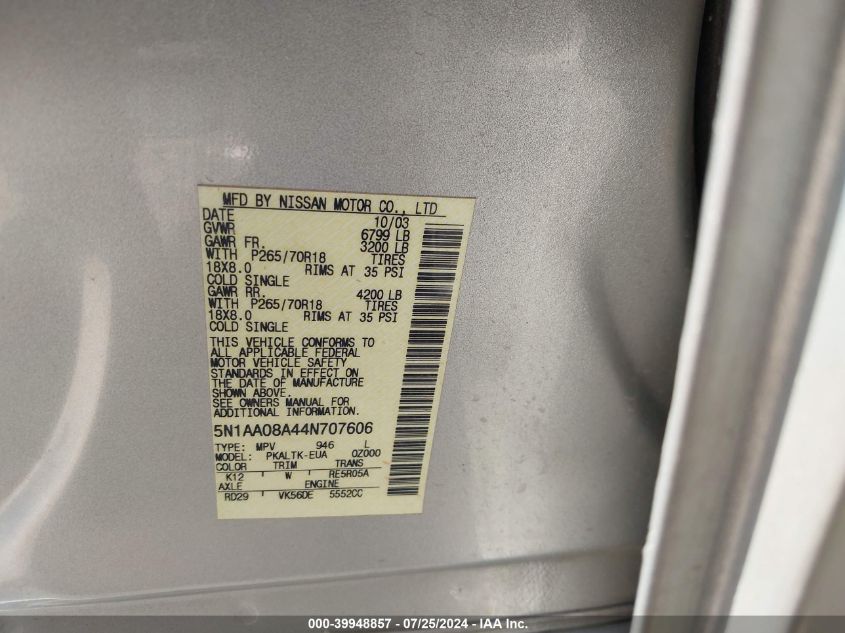 MFD BY NISSAN MOTOR CO., LTD
DATE 10/03
GVWR 6799 LB
GAWR FR. 3200 LB
WITH P265/70R18 TIRES
18X8.0 RIMS AT 35 PSI
COLD SINGLE
GAWR RR. 4200 LB
WITH P265/70R18 TIRES
18X8.0 RIMS AT 35 PSI
COLD SINGLE
THIS VEHICLE CONFORMS TO
ALL APPLICABLE FEDERAL
MOTOR VEHICLE SAFETY
STANDARDS IN EFFECT ON
THE DATE OF MANUFACTURE
SHOWN ABOVE.
SEE OWNERS MANUAL FOR
ADDITIONAL INFORMATION.
5N1AA08A44N707606
TYPE: MPV 946 L
MODEL: PKALTK-EUA 0Z000
COLOR TRIM TRANS
K12 W RE5R05A
AXLE ENGINE
RD29 VK56DE 5552CC
000-39948857 / 07/25/2024 - © IAA Inc.